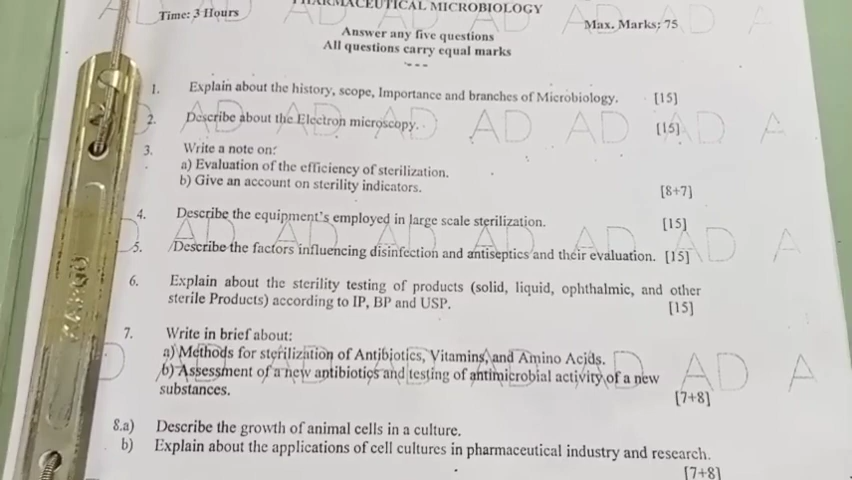 PHARMACEUTICAL MICROBIOLOGY
Time: 3 Hours Max. Marks: 75
Answer any five questions
All questions carry equal marks
---
1. Explain about the history, scope, Importance and branches of Microbiology. [15]
2. Describe about the Electron microscopy. [15]
3. Write a note on:
a) Evaluation of the efficiency of sterilization.
b) Give an account on sterility indicators. [8+7]
4. Describe the equipment's employed in large scale sterilization. [15]
5. Describe the factors influencing disinfection and antiseptics and their evaluation. [15]
6. Explain about the sterility testing of products (solid, liquid, ophthalmic, and other
sterile Products) according to IP, BP and USP. [15]
7. Write in brief about:
a) Methods for sterilization of Antibiotics, Vitamins, and Amino Acids.
b) Assessment of a new antibiotics and testing of antimicrobial activity of a new
substances. [7+8]
8.a) Describe the growth of animal cells in a culture.
b) Explain about the applications of cell cultures in pharmaceutical industry and research.
[7+8]